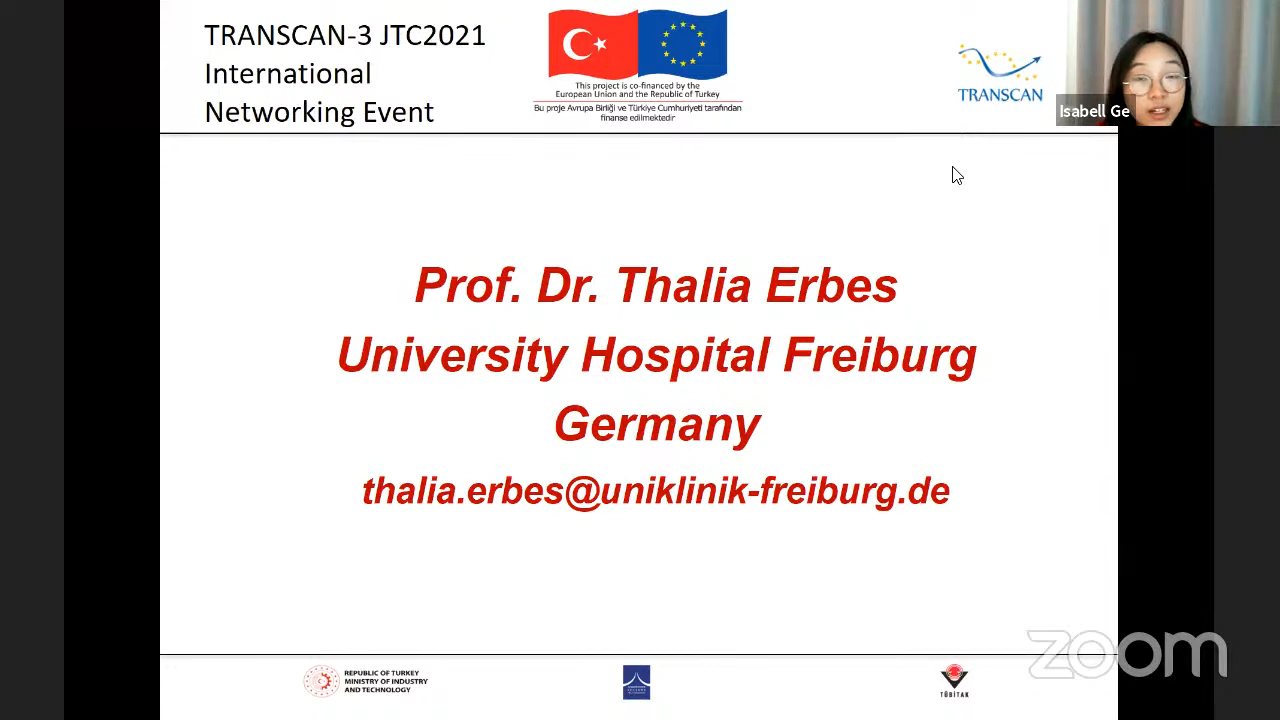 TRANSCAN-3 JTC2021
International
Networking Event
This project is co-financed by the
European Union and the Republic of Turkey
Bu proje Avrupa Birliği ve Türkiye Cumhuriyeti tarafından
finanse edilmektedir
TRANSCAN
Isabell Ge
Prof. Dr. Thalia Erbes
University Hospital Freiburg
Germany
thalia.erbes@uniklinik-freiburg.de
zoom
REPUBLIC OF TURKEY
MINISTRY OF INDUSTRY
AND TECHNOLOGY
TÜBİTAK